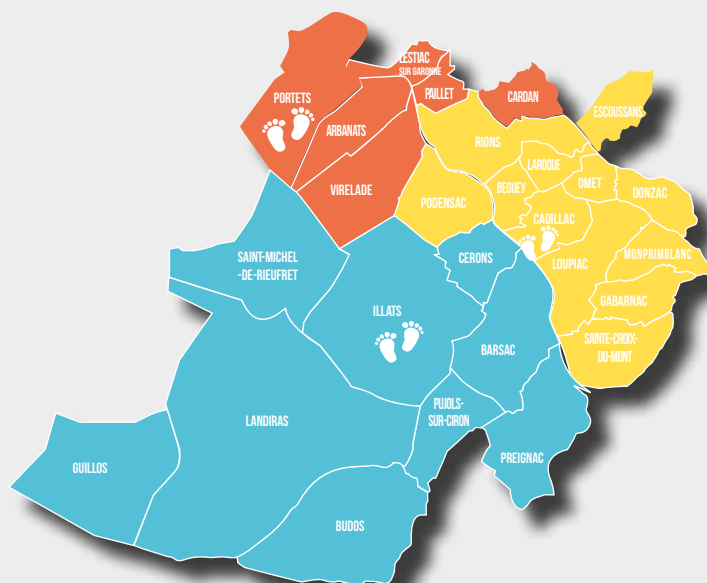 LESTIAC
SUR GARONNE
PORTETS
PAILLET
CARDAN
ESCOUSSANS
ARBANATS
RIONS
LAROQUE
VIRELADE
BEGUEY
OMET
DONZAC
PODENSAC
CADILLAC
SAINT-MICHEL
-DE-RIEUFRET
CERONS
LOUPIAC
MONPRIMBLANC
GABARNAC
ILLATS
BARSAC
SAINTE-CROIX-
DU-MONT
PUJOLS-
SUR-CIRON
LANDIRAS
PREIGNAC
GUILLOS
BUDOS